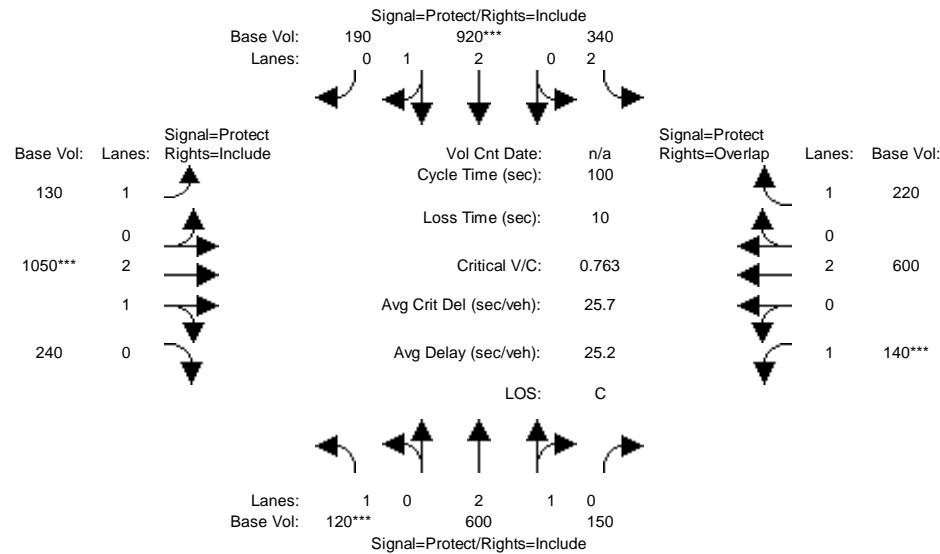 Signal=Protect/Rights=Include
Base Vol: 190 920*** 340
Lanes: 0 1 2 0 2
Signal=Protect
Rights=Include
Base Vol: Lanes:
Vol Cnt Date: n/a
Signal=Protect
Rights=Overlap
Lanes: Base Vol:
Cycle Time (sec): 100
130 1
1 220
Loss Time (sec): 10
0
0
1050*** 2
Critical V/C: 0.763
2 600
1
Avg Crit Del (sec/veh): 25.7
0
240 0
Avg Delay (sec/veh): 25.2
1 140***
LOS: C
Lanes: 1 0 2 1 0
Base Vol: 120*** 600 150
Signal=Protect/Rights=Include